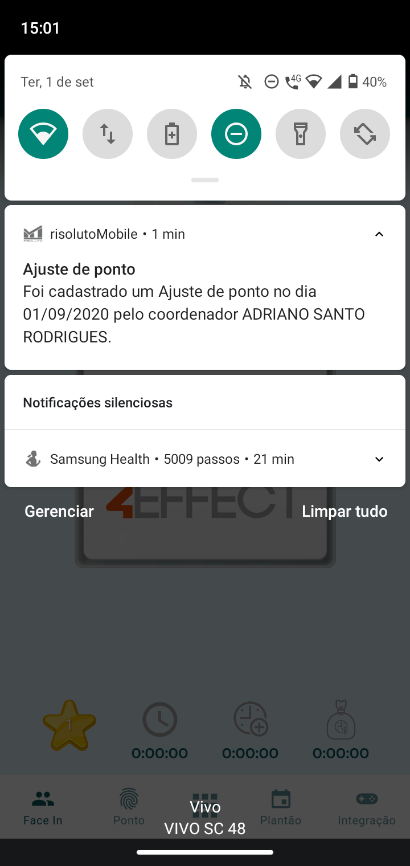 15:01
Ter, 1 de set
4G
40%
risolutoMobile • 1 min
Ajuste de ponto
Foi cadastrado um Ajuste de ponto no dia
01/09/2020 pelo coordenador ADRIANO SANTO
RODRIGUES.
Notificações silenciosas
Samsung Health • 5009 passos • 21 min
4EFFECT
Gerenciar
Limpar tudo
1
0:00:00
0:00:00
0:00:00
Face In
Ponto
Plantão
Integração
Vivo
VIVO SC 48